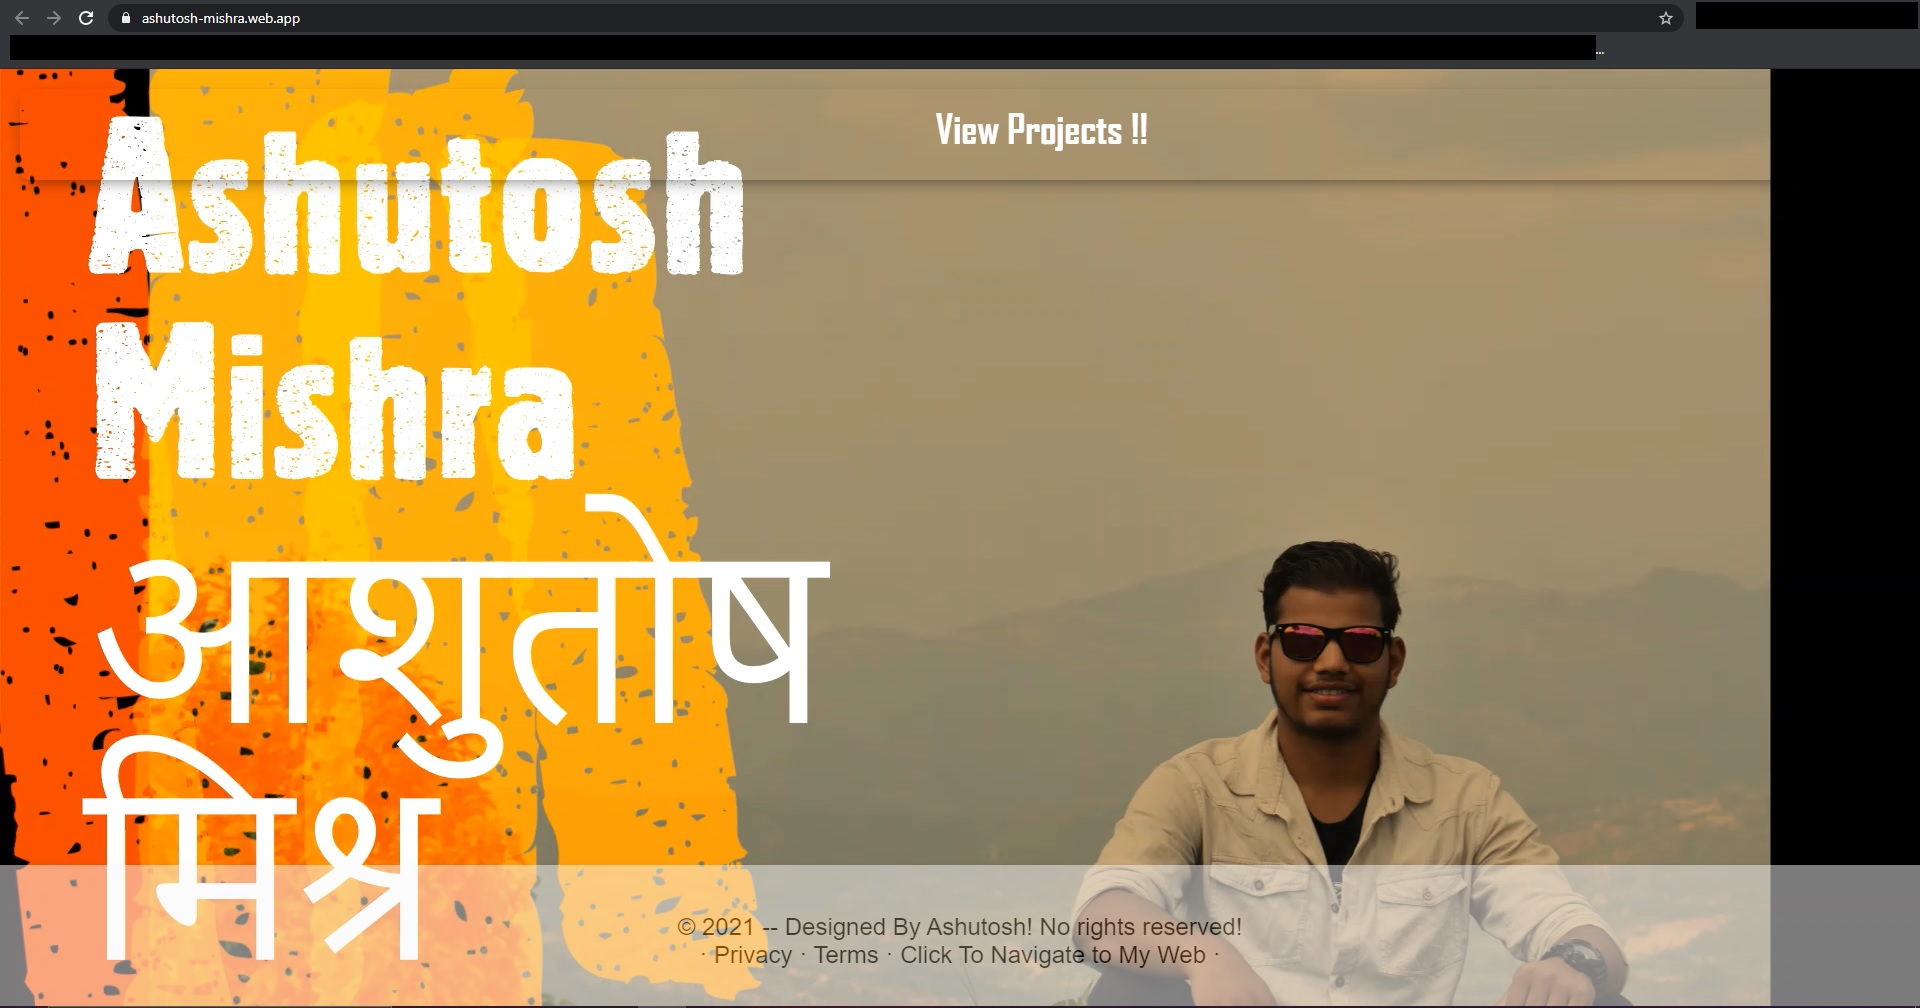 ashutosh-mishra.web.app
...
View Projects !!
Ashutosh
Mishra
आशुतोष
मिश्र
© 2021 -- Designed By Ashutosh! No rights reserved!
· Privacy · Terms · Click To Navigate to My Web ·